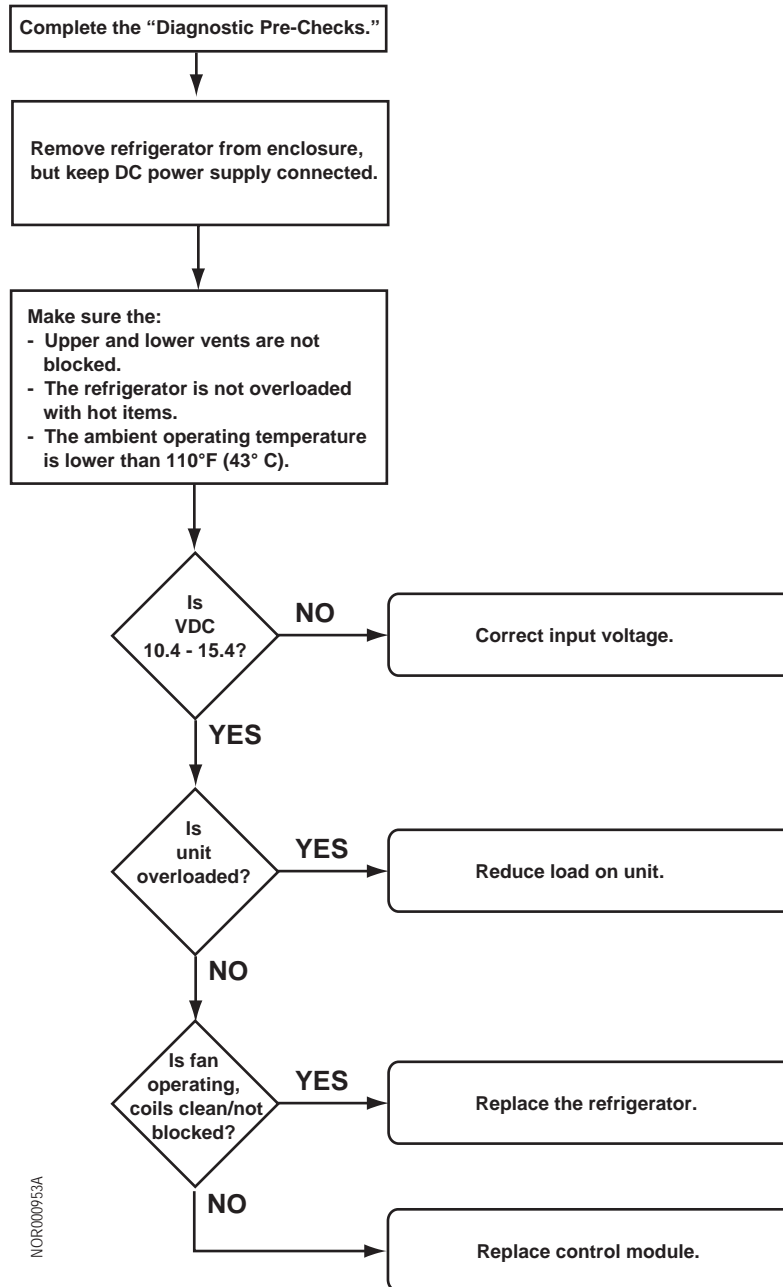 Complete the “Diagnostic Pre-Checks.”
Remove refrigerator from enclosure,
but keep DC power supply connected.
Make sure the:
- Upper and lower vents are not
blocked.
- The refrigerator is not overloaded
with hot items.
- The ambient operating temperature
is lower than 110°F (43° C).
Is
VDC
10.4 - 15.4?
NO
Correct input voltage.
YES
Is
unit
overloaded?
YES
Reduce load on unit.
NO
Is fan
operating,
coils clean/not
blocked?
YES
Replace the refrigerator.
NO
Replace control module.
NOR000953A